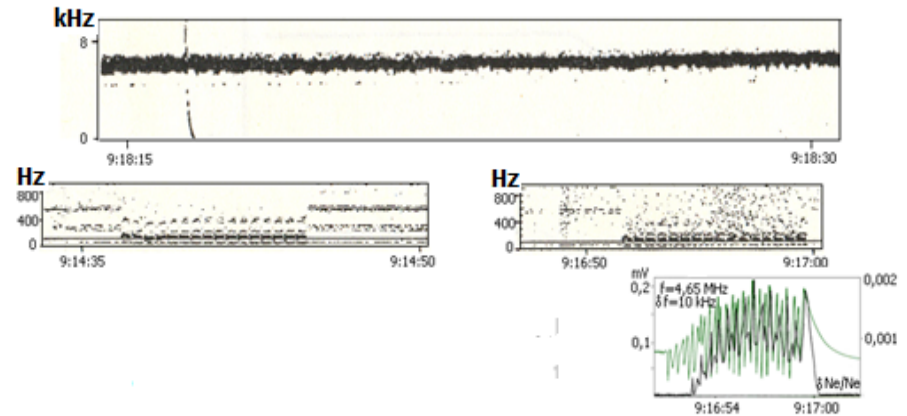 kHz
8
0
9:18:15 9:18:30
Hz Hz
800 800
400 400
0 0
9:14:35 9:14:50 9:16:50 9:17:00
mV
0,2 f=4,65 MHz 0,002
δf=10 kHz
0,1 0,001
δNe/Ne
9:16:54 9:17:00